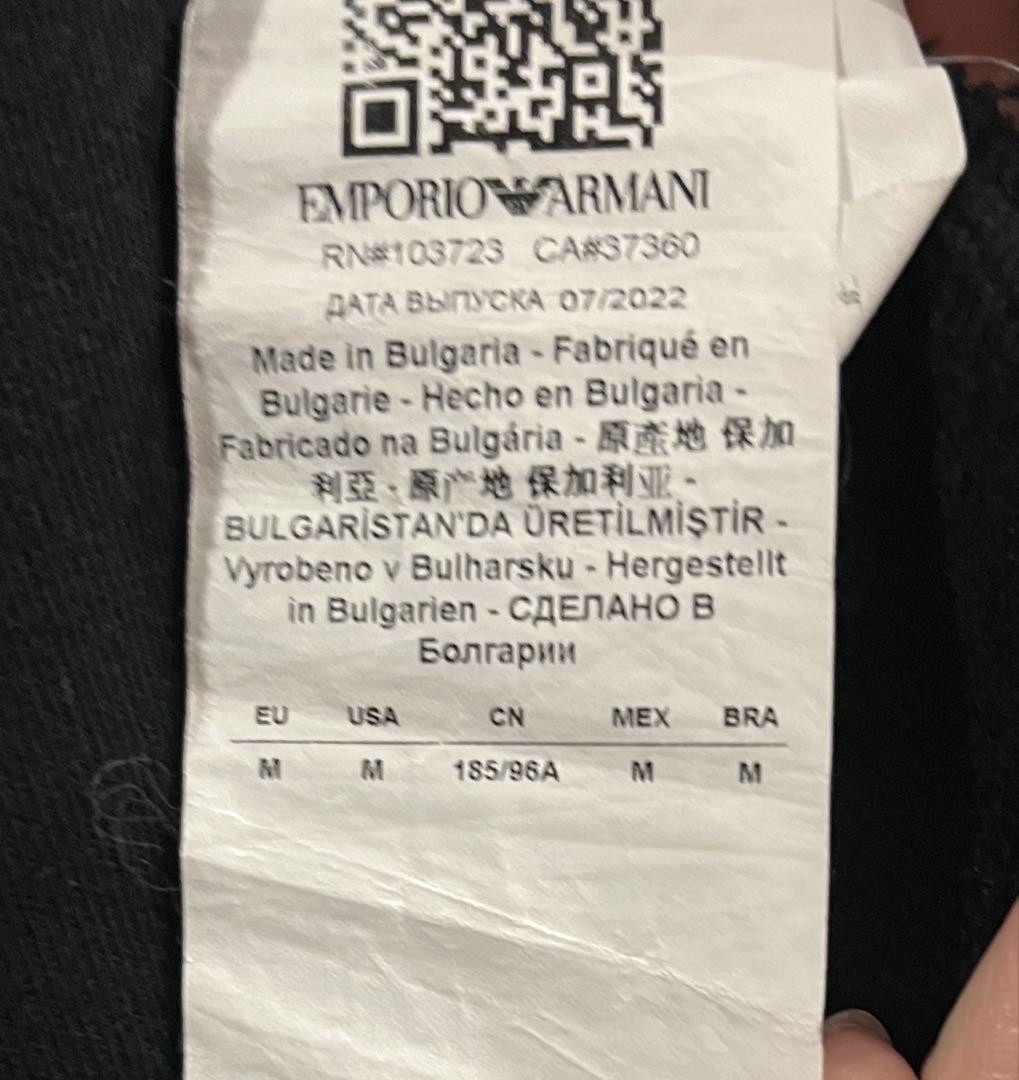 EMPORIO ARMANI
RN#103723 CA#37360
ДАТА ВЫПУСКА 07/2022
Made in Bulgaria - Fabriqué en
Bulgarie - Hecho en Bulgaria -
Fabricado na Bulgária - 原產地 保加
利亞 - 原产地 保加利亚 -
BULGARİSTAN'DA ÜRETİLMİŞTİR -
Vyrobeno v Bulharsku - Hergestellt
in Bulgarien - СДЕЛАНО В
Болгарии
EU USA CN MEX BRA
M M 185/96A M M